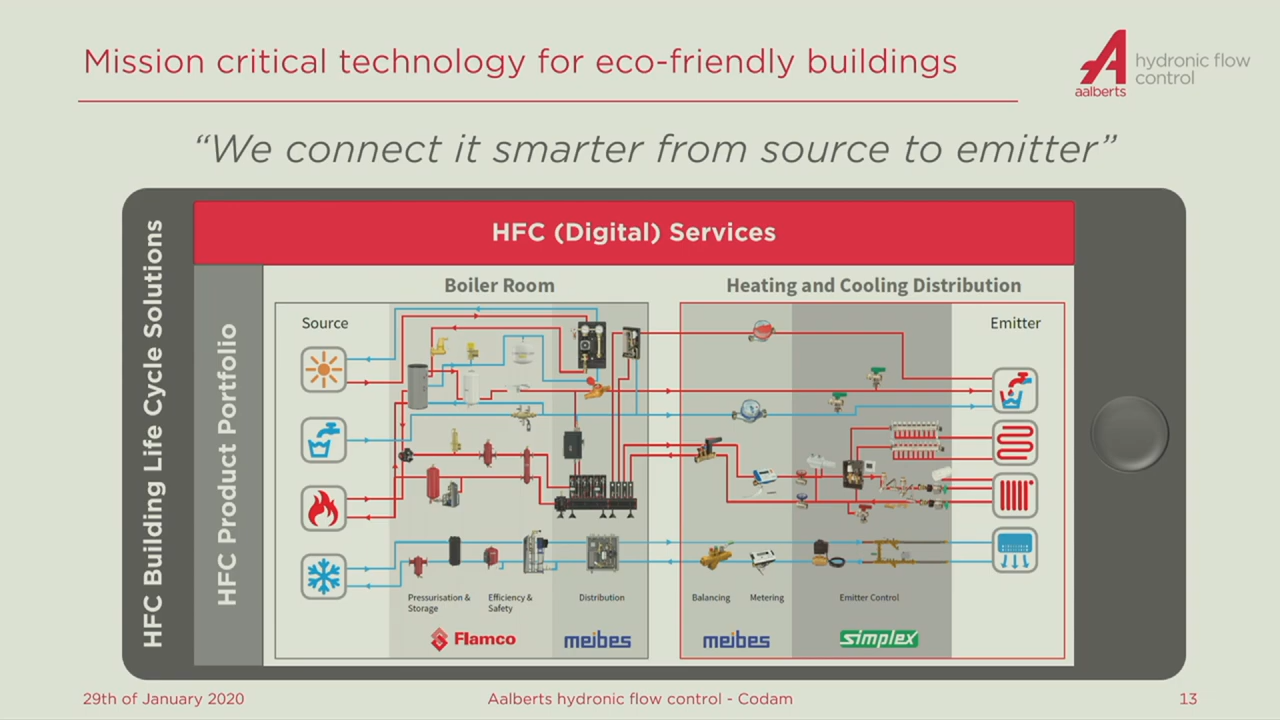 Mission critical technology for eco-friendly buildings
aalberts
hydronic flow
control
“We connect it smarter from source to emitter”
HFC Building Life Cycle Solutions
HFC Product Portfolio
HFC (Digital) Services
Boiler Room
Heating and Cooling Distribution
Source
Emitter
Pressurisation &
Storage
Efficiency &
Safety
Distribution
Balancing
Metering
Emitter Control
Flamco
meibes
meibes
simplex
29th of January 2020
Aalberts hydronic flow control - Codam
13